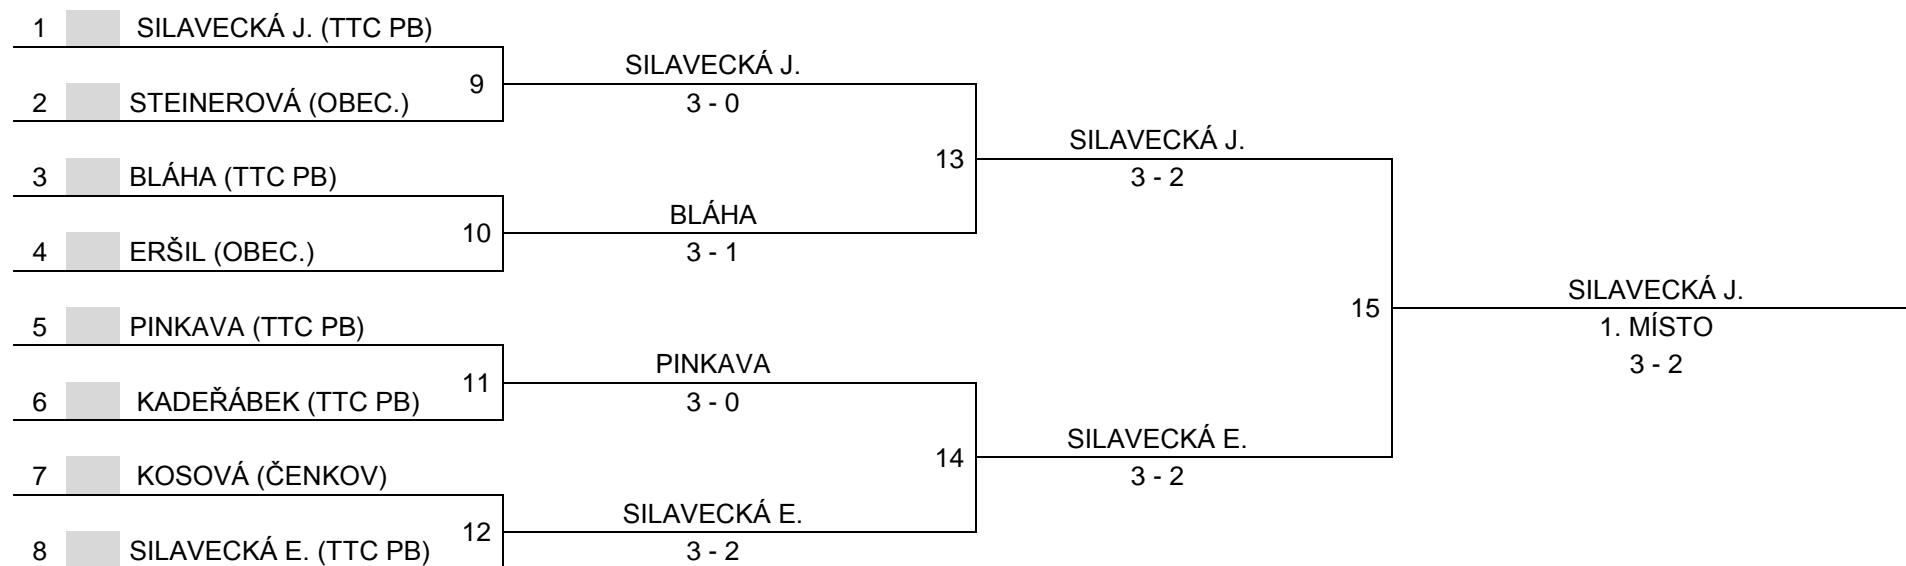 1 SILAVECKÁ J. (TTC PB)
SILAVECKÁ J.
9
2 STEINEROVÁ (OBEC.)
3 - 0
SILAVECKÁ J.
13
3 BLÁHA (TTC PB)
3 - 2
BLÁHA
10
4 ERŠIL (OBEC.)
3 - 1
SILAVECKÁ J.
15
5 PINKAVA (TTC PB)
1. MÍSTO
PINKAVA
3 - 2
11
6 KADEŘÁBEK (TTC PB)
3 - 0
SILAVECKÁ E.
14
7 KOSOVÁ (ČENKOV)
3 - 2
SILAVECKÁ E.
12
8 SILAVECKÁ E. (TTC PB)
3 - 2